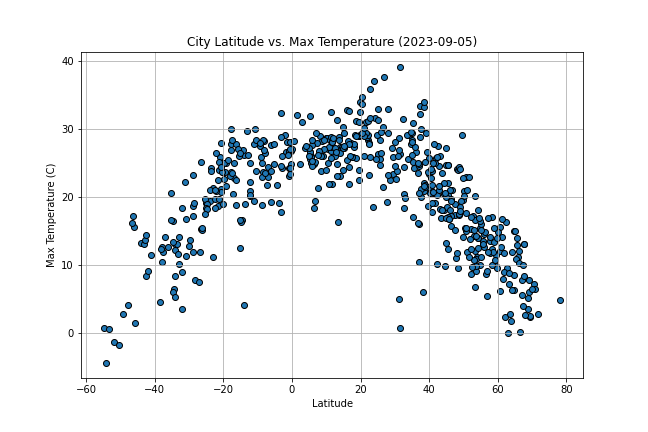 City Latitude vs. Max Temperature (2023-09-05)
40
30
20
10
0
Max Temperature (C)
−60 −40 −20 0 20 40 60 80
Latitude